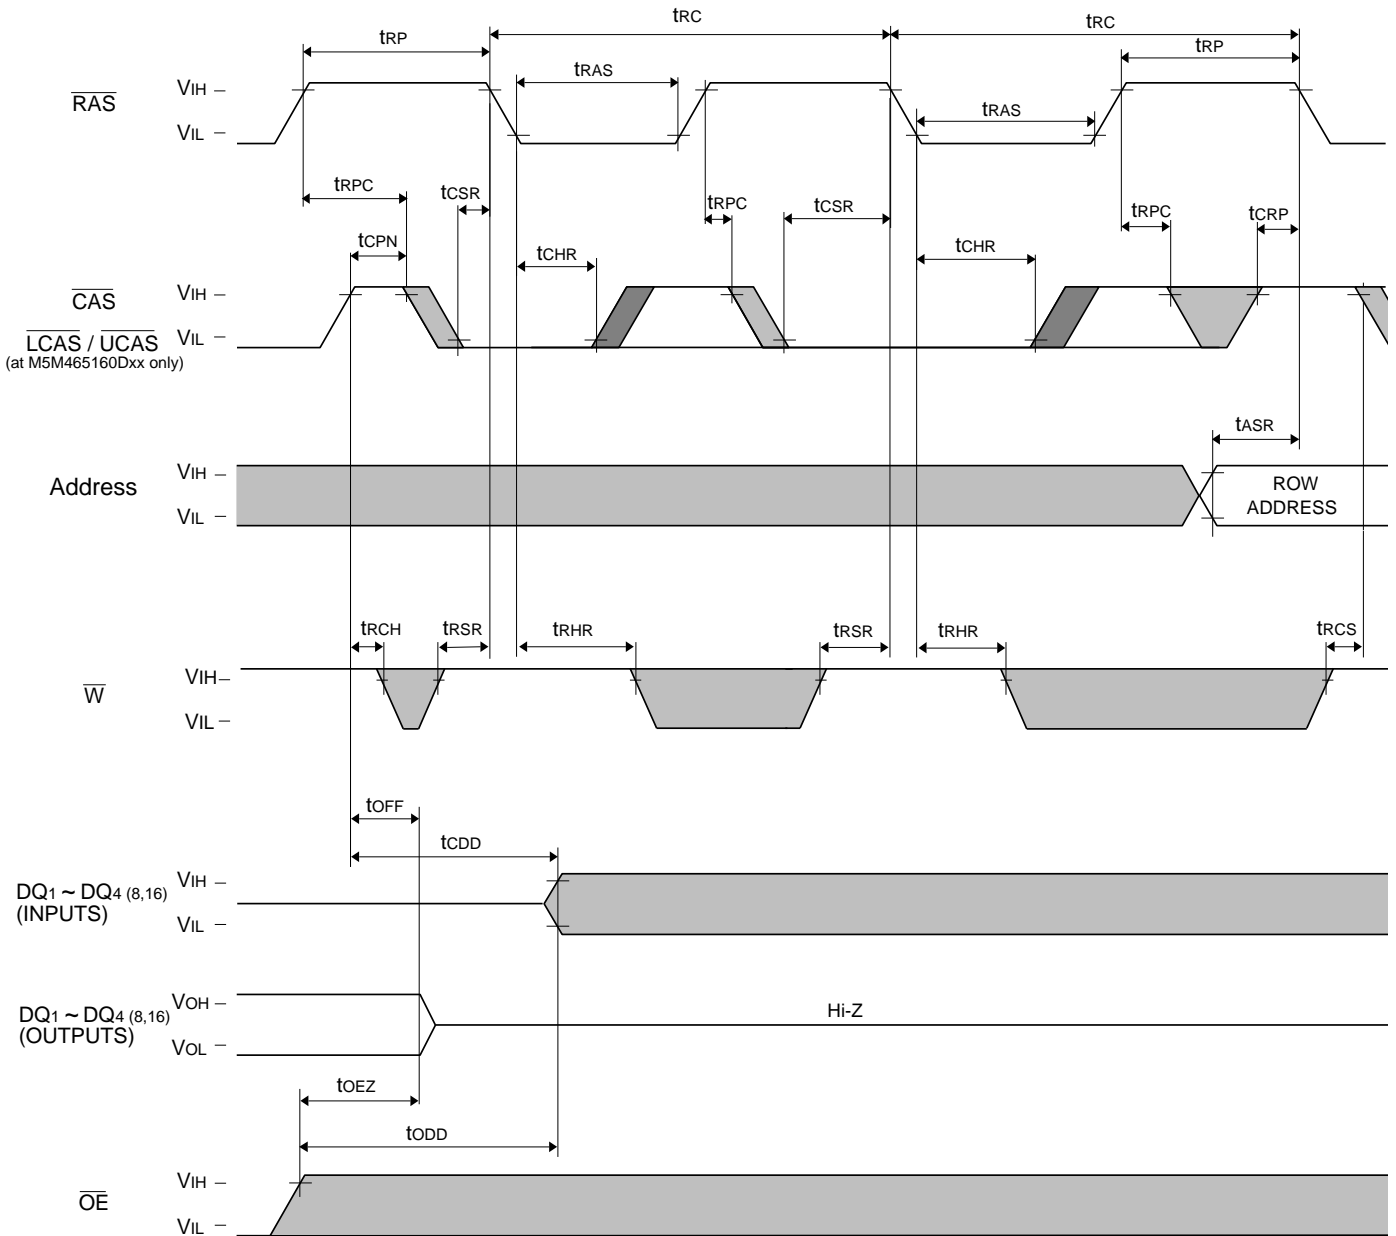 tRC
tRC
tRP
tRP
tRAS
tRAS
RAS
VIH
VIL
tRPC
tCSR
tRPC
tCSR
tRPC
tCRP
tCPN
tCHR
tCHR
CAS
VIH
LCAS / UCAS
VIL
(at M5M465160Dxx only)
tASR
Address
VIH
VIL
ROW
ADDRESS
tRCH
tRSR
tRHR
tRSR
tRHR
tRCS
W
VIH
VIL
tOFF
tCDD
DQ1 ~ DQ4 (8,16)
(INPUTS)
VIH
VIL
DQ1 ~ DQ4 (8,16)
(OUTPUTS)
VOH
VOL
Hi-Z
tOEZ
tODD
OE
VIH
VIL